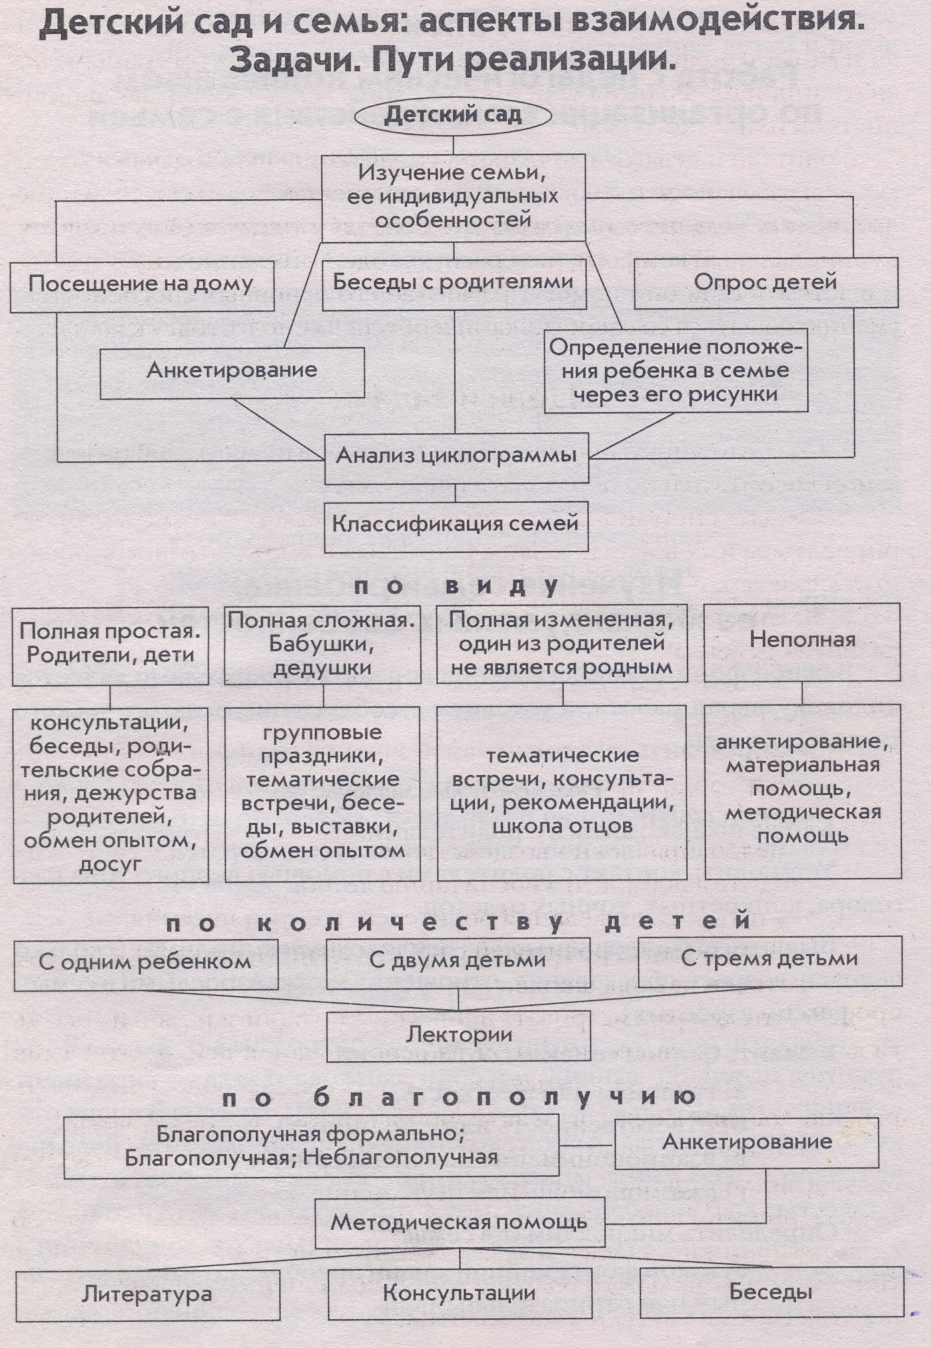 Детский сад и семья: аспекты взаимодействия.
Задачи. Пути реализации.
Детский сад
Изучение семьи,
ее индивидуальных
особенностей
Посещение на дому
Беседы с родителями
Опрос детей
Анкетирование
Определение положе-
ния ребенка в семье
через его рисунки
Анализ циклограммы
Классификация семей
по виду
Полная простая.
Родители, дети
Полная сложная.
Бабушки,
дедушки
Полная измененная,
один из родителей
не является родным
Неполная
консультации,
беседы, роди-
тельские собра-
ния, дежурства
родителей,
обмен опытом,
досуг
групповые
праздники,
тематические
встречи, бесе-
ды, выставки,
обмен опытом
тематические
встречи, консульта-
ции, рекомендации,
школа отцов
анкетирование,
материальная
помощь,
методическая
помощь
по количеству детей
С одним ребенком
С двумя детьми
С тремя детьми
Лектории
по благополучию
Благополучная формально;
Благополучная; Неблагополучная
Анкетирование
Методическая помощь
Литература
Консультации
Беседы